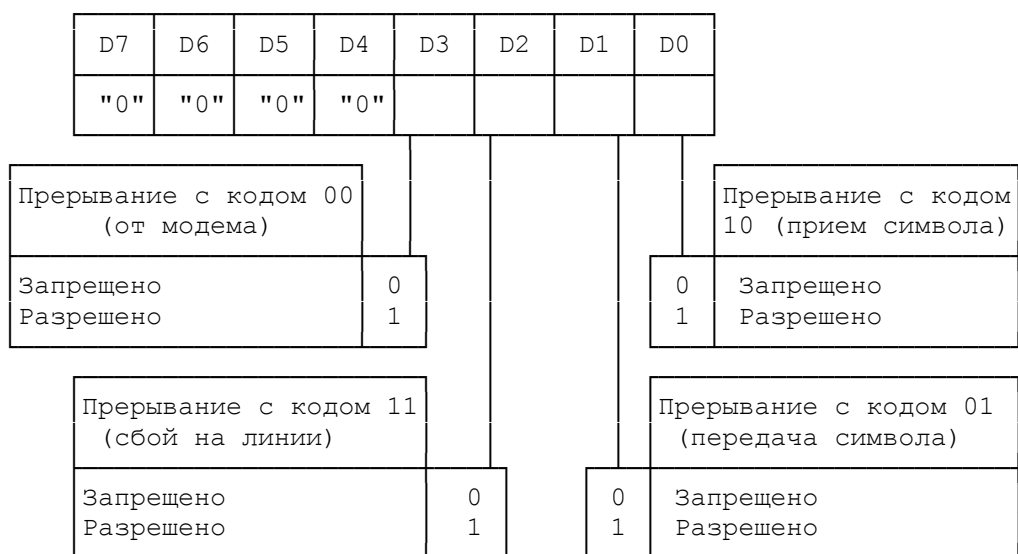 D7 D6 D5 D4 D3 D2 D1 D0
"0" "0" "0" "0"
Прерывание с кодом 00
(от модема)
Запрещено 0
Разрешено 1
Прерывание с кодом
10 (прием символа)
0 Запрещено
1 Разрешено
Прерывание с кодом 11
(сбой на линии)
Запрещено 0
Разрешено 1
Прерывание с кодом 01
(передача символа)
0 Запрещено
1 Разрешено